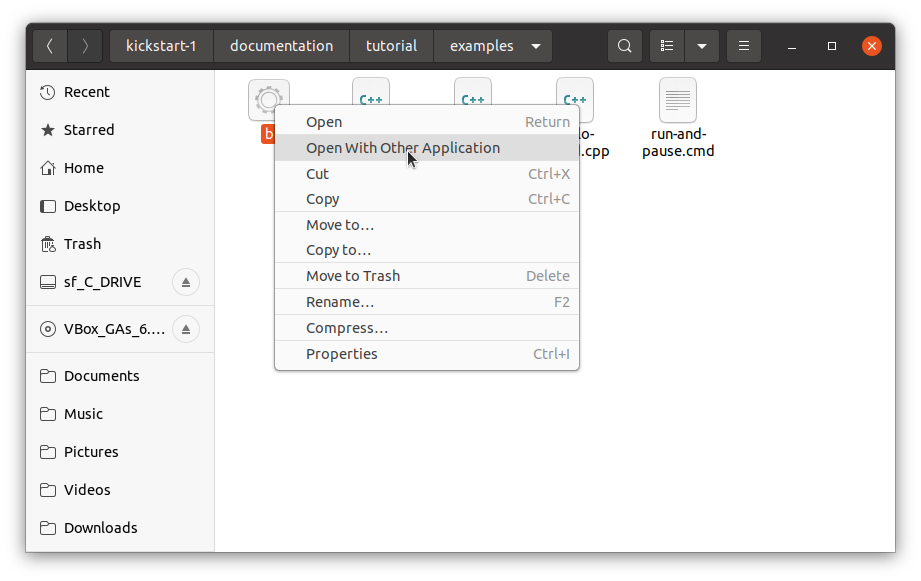 kickstart-1 documentation tutorial examples
Recent
Starred
Home
Desktop
Trash
sf_C_DRIVE
VBox_GAs_6....
Documents
Music
Pictures
Videos
Downloads
C++ C++ C++
b
lo-
l.cpp
run-and-
pause.cmd
Open Return
Open With Other Application
Cut Ctrl+X
Copy Ctrl+C
Move to…
Copy to…
Move to Trash Delete
Rename… F2
Compress…
Properties Ctrl+I